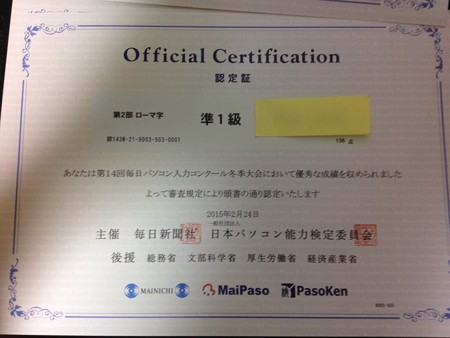 Official Certification
認定証
第2部 ローマ字
準1級
認143W-21-9003-503-0001
136 点
あなたは第14回毎日パソコン入力コンクール冬季大会において優秀な成績を収められました
よって審査規定により頭書の通り認定いたします
2015年2月24日
一般社団法人
主催 毎日新聞社 日本パソコン能力検定委員会
後援 総務省 文部科学省 厚生労働省 経済産業省
MAINICHI
MaiPaso
PasoKen